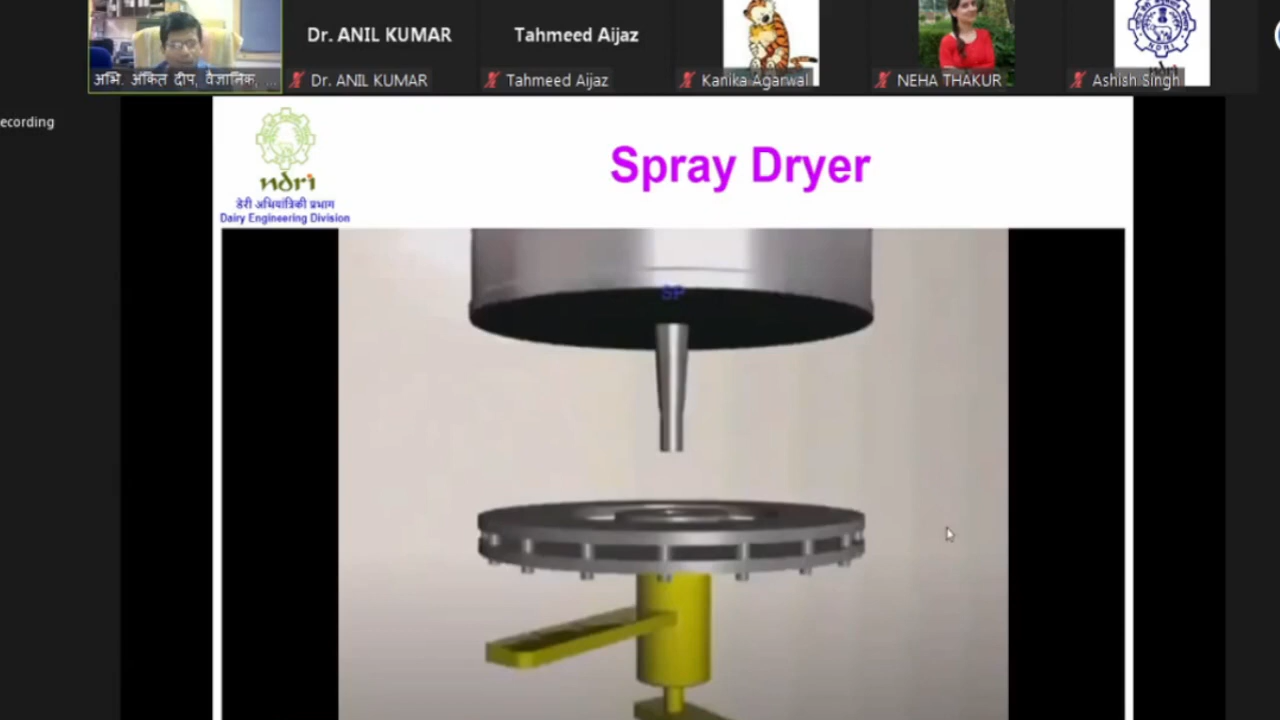 Dr. ANIL KUMAR
Tahmeed Aijaz
अभि. अंकित दीप, वैज्ञानिक, ...
Dr. ANIL KUMAR
Tahmeed Aijaz
Kanika Agarwal
NEHA THAKUR
Ashish Singh
ecording
ndri
डेरी अभियांत्रिकी प्रभाग
Dairy Engineering Division
Spray Dryer
SP